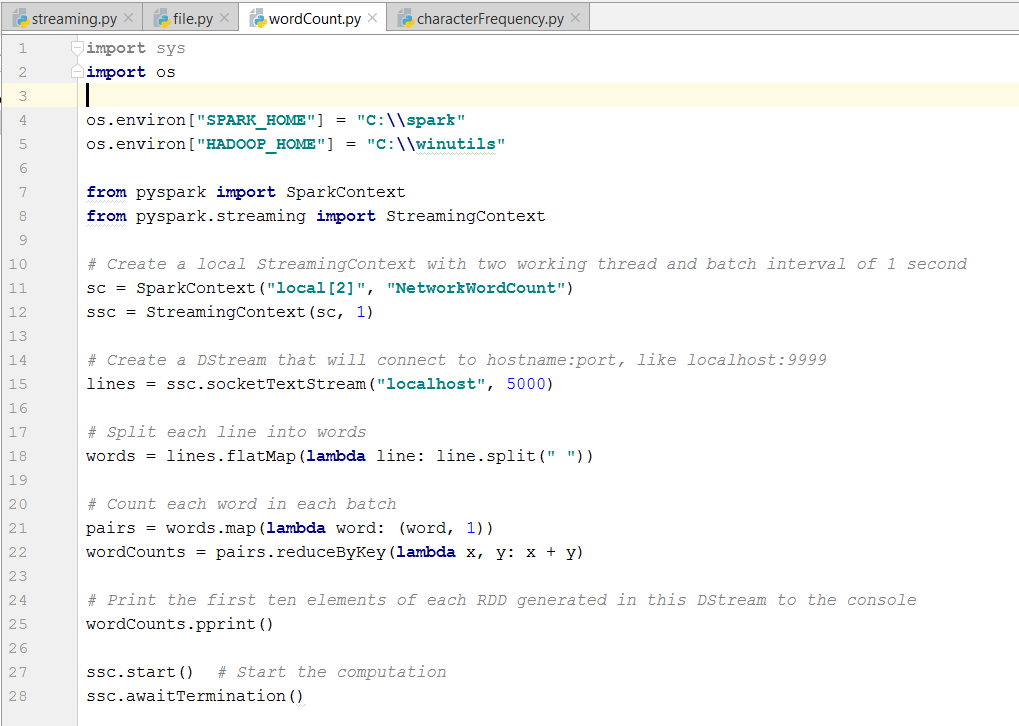 streaming.py file.py wordCount.py characterFrequency.py
1 import sys
2 import os
3
4 os.environ["SPARK_HOME"] = "C:\\spark"
5 os.environ["HADOOP_HOME"] = "C:\\winutils"
6
7 from pyspark import SparkContext
8 from pyspark.streaming import StreamingContext
9
10 # Create a local StreamingContext with two working thread and batch interval of 1 second
11 sc = SparkContext("local[2]", "NetworkWordCount")
12 ssc = StreamingContext(sc, 1)
13
14 # Create a DStream that will connect to hostname:port, like localhost:9999
15 lines = ssc.socketTextStream("localhost", 5000)
16
17 # Split each line into words
18 words = lines.flatMap(lambda line: line.split(" "))
19
20 # Count each word in each batch
21 pairs = words.map(lambda word: (word, 1))
22 wordCounts = pairs.reduceByKey(lambda x, y: x + y)
23
24 # Print the first ten elements of each RDD generated in this DStream to the console
25 wordCounts.pprint()
26
27 ssc.start()  # Start the computation
28 ssc.awaitTermination()